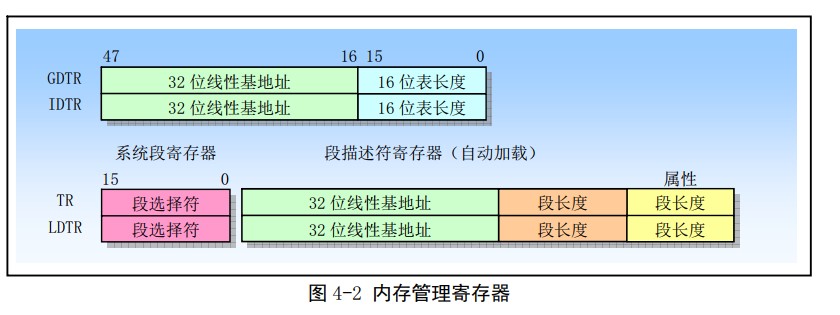 47 16 15 0
GDTR 32 位线性基地址 16 位表长度
IDTR 32 位线性基地址 16 位表长度
系统段寄存器 段描述符寄存器（自动加载）
15 0 属性
TR 段选择符 32 位线性基地址 段长度 段长度
LDTR 段选择符 32 位线性基地址 段长度 段长度
图 4-2 内存管理寄存器